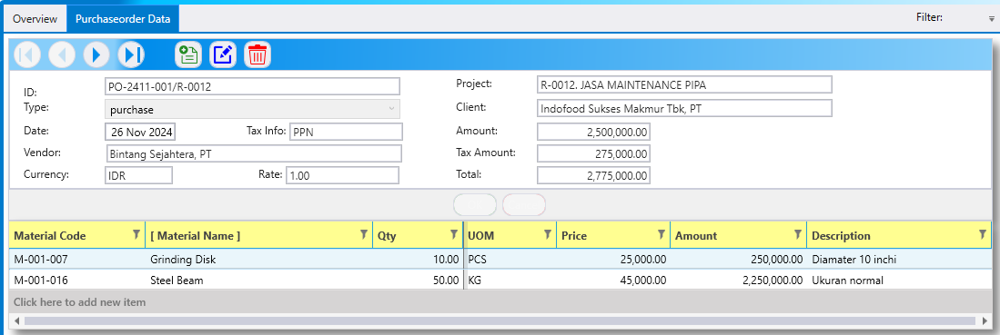 Overview Purchaseorder Data Filter:
ID: PO-2411-001/R-0012 Project: R-0012. JASA MAINTENANCE PIPA
Type: purchase Client: Indofood Sukses Makmur Tbk, PT
Date: 26 Nov 2024 Tax Info: PPN Amount: 2,500,000.00
Vendor: Bintang Sejahtera, PT Tax Amount: 275,000.00
Currency: IDR Rate: 1.00 Total: 2,775,000.00
Material Code [ Material Name ] Qty UOM Price Amount Description
M-001-007 Grinding Disk 10.00 PCS 25,000.00 250,000.00 Diamater 10 inchi
M-001-016 Steel Beam 50.00 KG 45,000.00 2,250,000.00 Ukuran normal
Click here to add new item